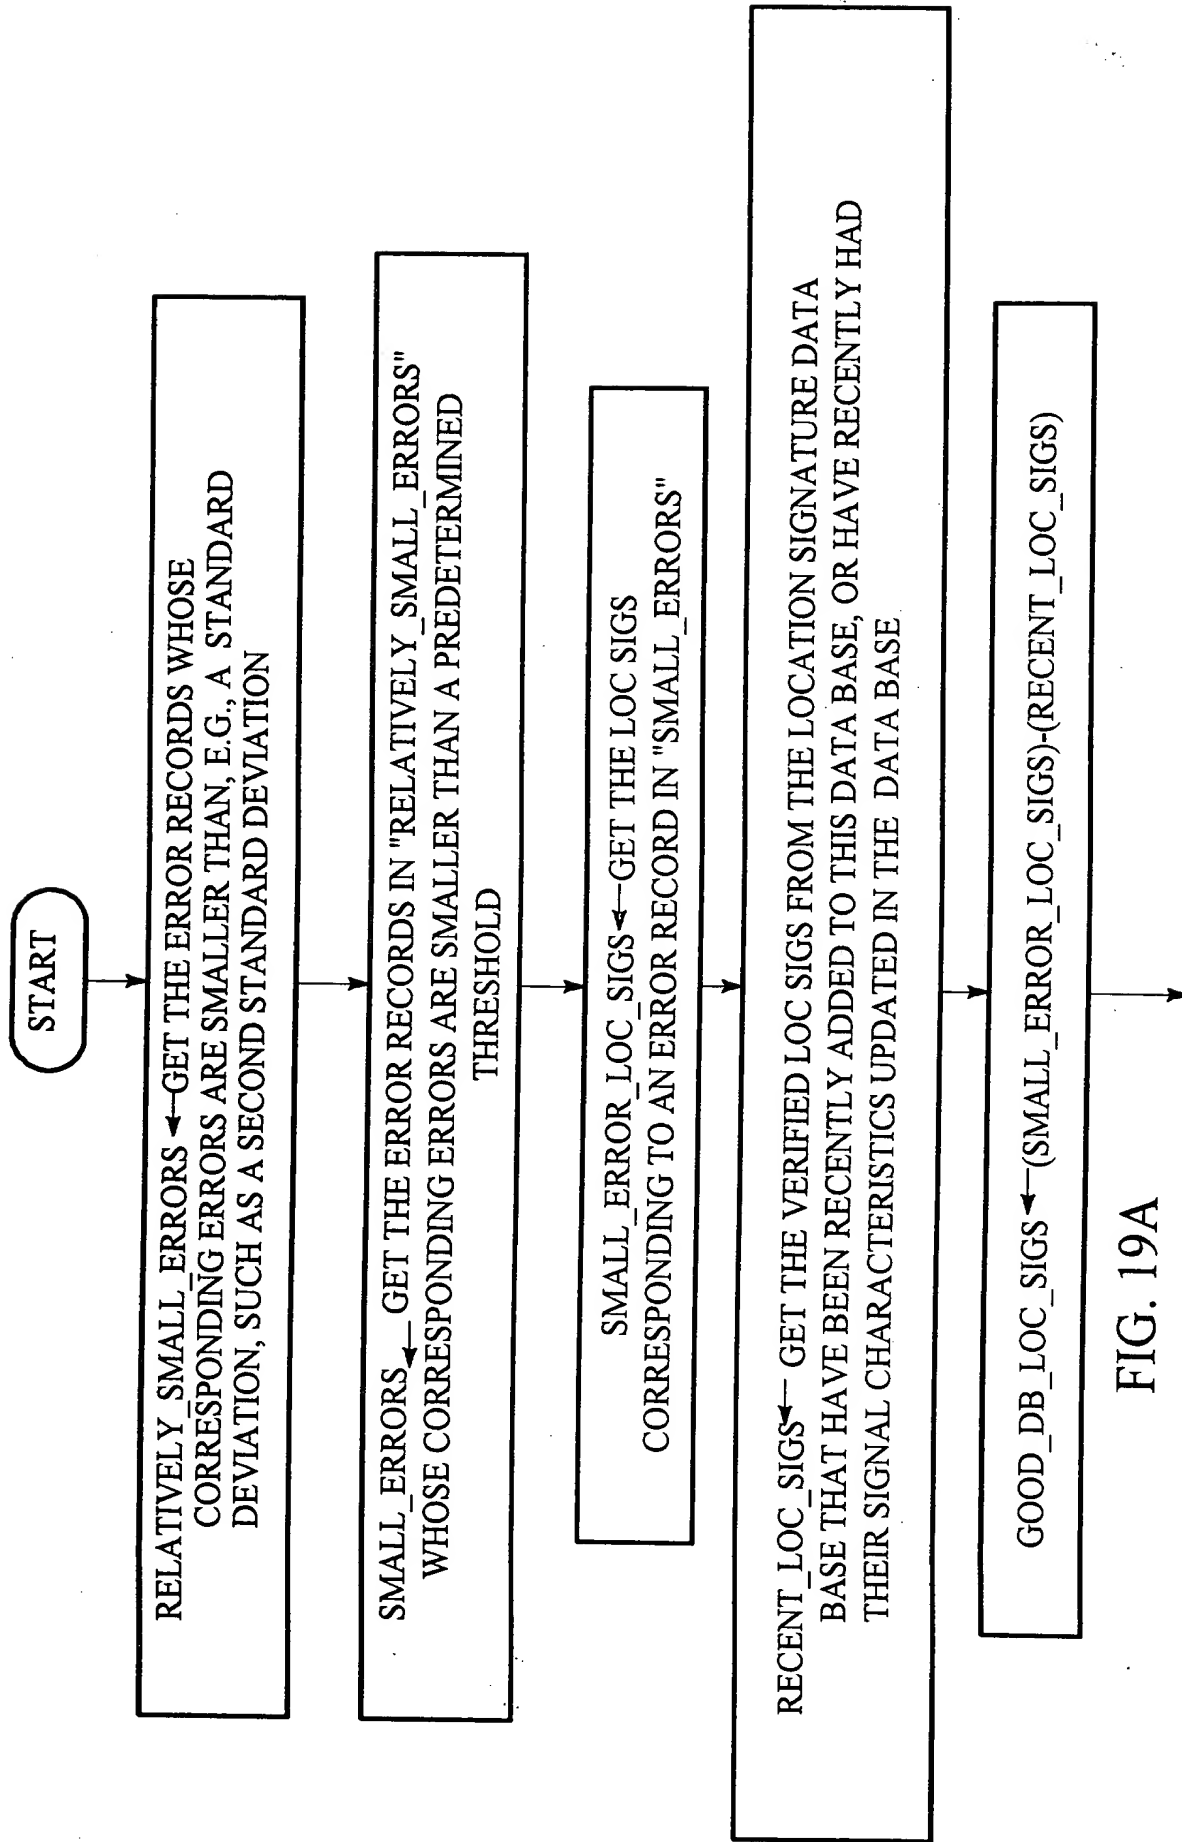 START
RELATIVELY_SMALL_ERRORS ← GET THE ERROR RECORDS WHOSE
CORRESPONDING ERRORS ARE SMALLER THAN, E.G., A STANDARD
DEVIATION, SUCH AS A SECOND STANDARD DEVIATION
SMALL_ERRORS ← GET THE ERROR RECORDS IN "RELATIVELY_SMALL_ERRORS"
WHOSE CORRESPONDING ERRORS ARE SMALLER THAN A PREDETERMINED
THRESHOLD
SMALL_ERROR_LOC_SIGS ← GET THE LOC SIGS
CORRESPONDING TO AN ERROR RECORD IN "SMALL_ERRORS"
RECENT_LOC_SIGS ← GET THE VERIFIED LOC SIGS FROM THE LOCATION SIGNATURE DATA
BASE THAT HAVE BEEN RECENTLY ADDED TO THIS DATA BASE, OR HAVE RECENTLY HAD
THEIR SIGNAL CHARACTERISTICS UPDATED IN THE DATA BASE
GOOD_DB_LOC_SIGS ← (SMALL_ERROR_LOC_SIGS)-(RECENT_LOC_SIGS)
FIG. 19A